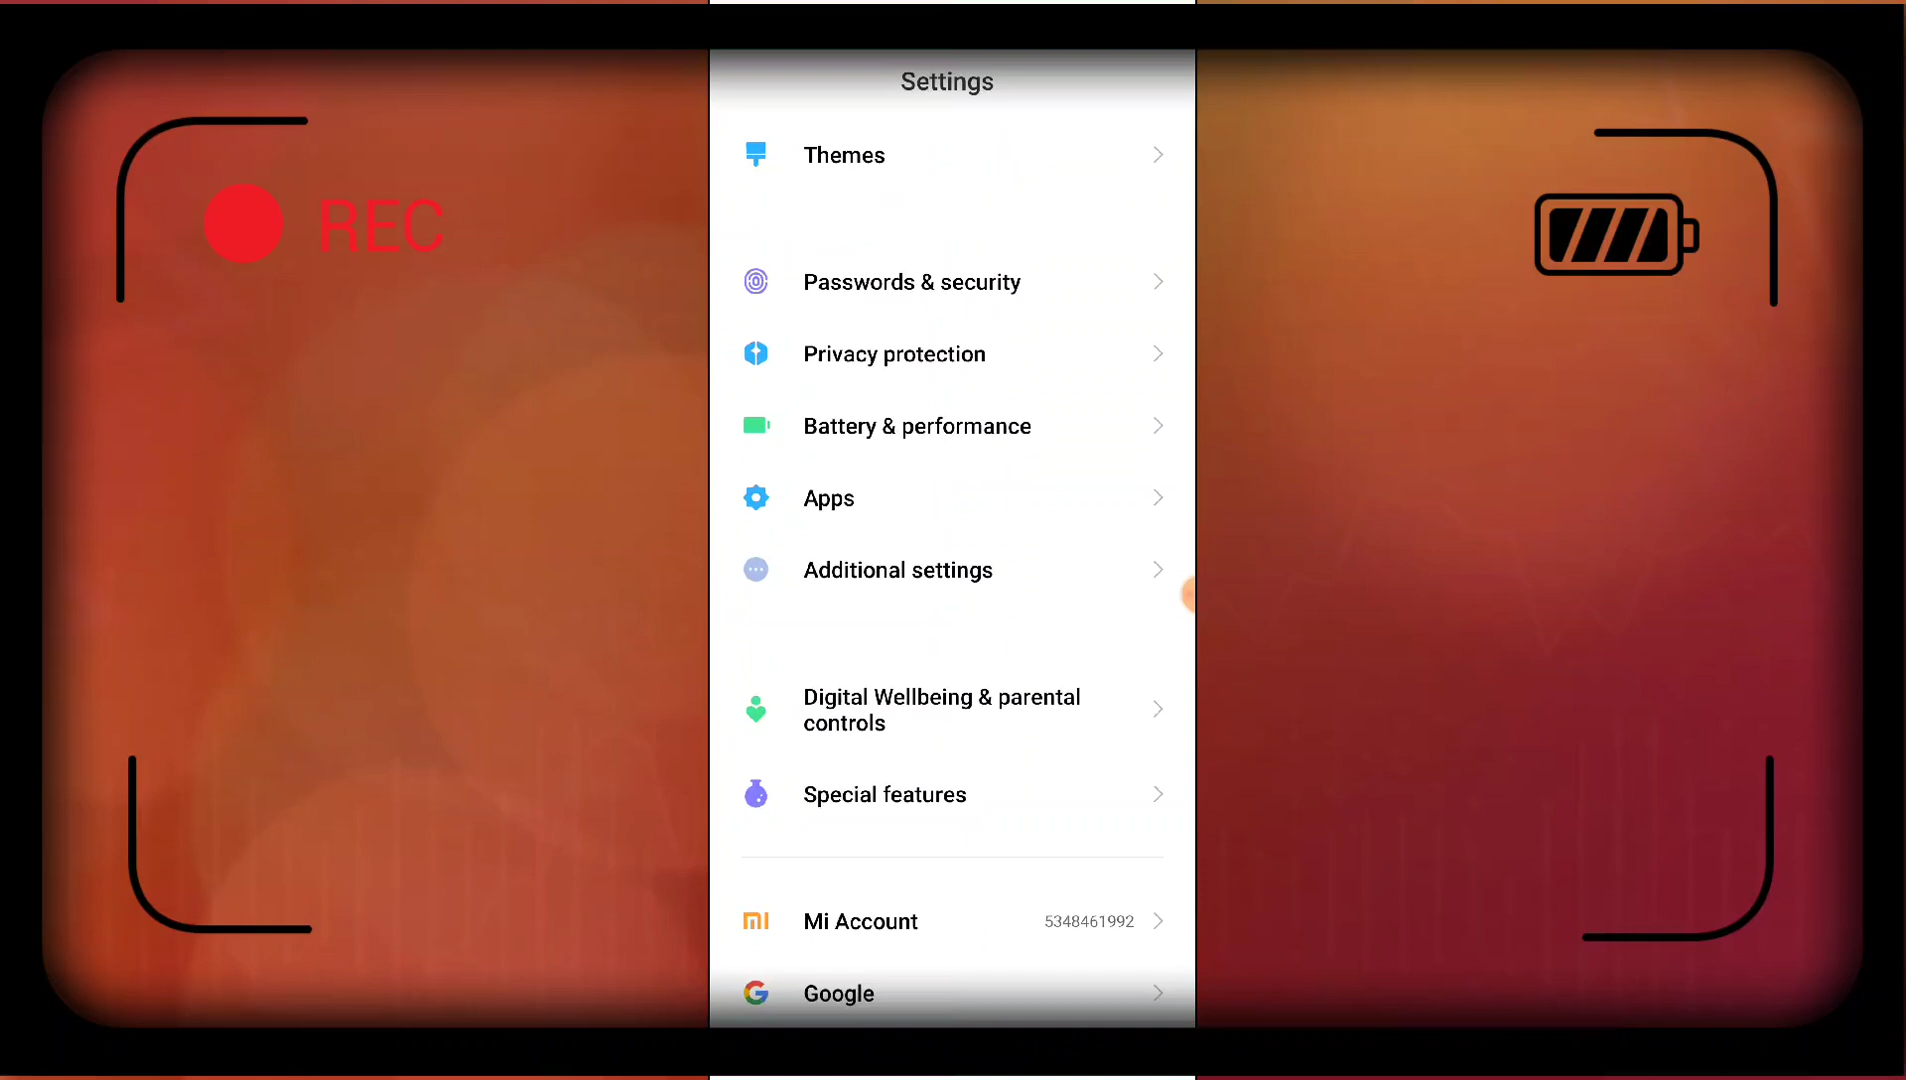 Settings
REC
Themes
Passwords & security
Privacy protection
Battery & performance
Apps
Additional settings
Digital Wellbeing & parental
controls
Special features
Mi Account 5348461992
Google